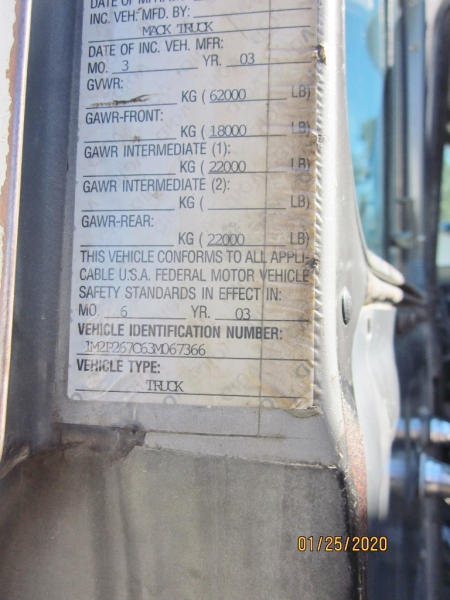 DATE OF
INC. VEH. MFD. BY:
MACK TRUCK
DATE OF INC. VEH. MFR:
MO. 3 YR. 03
GVWR:
KG ( 62000 LB)
GAWR-FRONT:
KG ( 18000 LB)
GAWR INTERMEDIATE (1):
KG ( 22000 LB)
GAWR INTERMEDIATE (2):
KG ( LB)
GAWR-REAR:
KG ( 22000 LB)
THIS VEHICLE CONFORMS TO ALL APPLI-
CABLE U.S.A. FEDERAL MOTOR VEHICLE
SAFETY STANDARDS IN EFFECT IN:
MO. 6 YR. 03
VEHICLE IDENTIFICATION NUMBER:
1M2P267C63M067366
VEHICLE TYPE:
TRUCK
01/25/2020